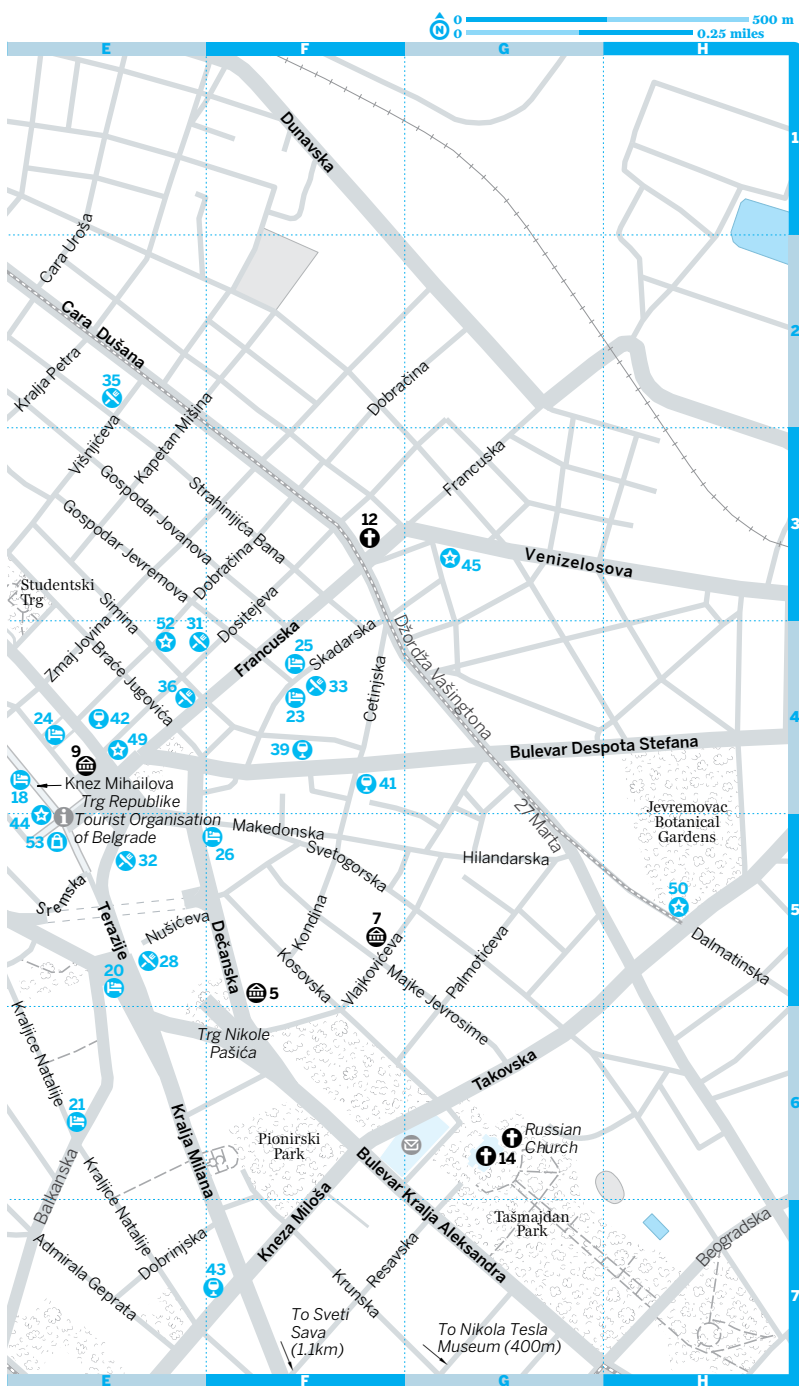 0 500 m
N 0 0.25 miles
E F G H
1
Dunavska
Cara Uroša
2
Cara Dušana
Kralja Petra
35
Dobračina
Kapetan Mišina
Višnjićeva
Francuska
Gospodar Jovanova
Strahinjića Bana
12
3
Gospodar Jevremova
Dobračina
45
Venizelosova
Studentski
Trg
Simina
Dositejeva
52 31
Džordža Vašingtona
Zmaj Jovina
Braće Jugovića
Francuska
25
Skadarska
33
36
23
Cetinjska
4
24
42
49
39
Bulevar Despota Stefana
9
41
18
Knez Mihailova
Trg Republike
27 Marta
Jevremovac
Botanical
Gardens
44
Tourist Organisation
of Belgrade
53
Makedonska
26
Svetogorska
Hilandarska
32
50
Sremska
5
Terazije
Nušićeva
Dečanska
Kondina
7
28
Kosovska
Vlajkovićeva
Palmotićeva
Dalmatinska
20
5
Majke Jevrosime
Kraljice Natalije
Trg Nikole
Pašića
Takovska
21
6
Kralja Milana
Pionirski
Park
Russian
Church
14
Balkanska
Kraljice Natalije
Kneza Miloša
Bulevar Kralja Aleksandra
Tašmajdan
Park
Beogradska
Admirala Geprata
Dobrinjska
Resavska
43
Krunska
7
To Sveti
Sava
(1.1km)
To Nikola Tesla
Museum (400m)
E F G H